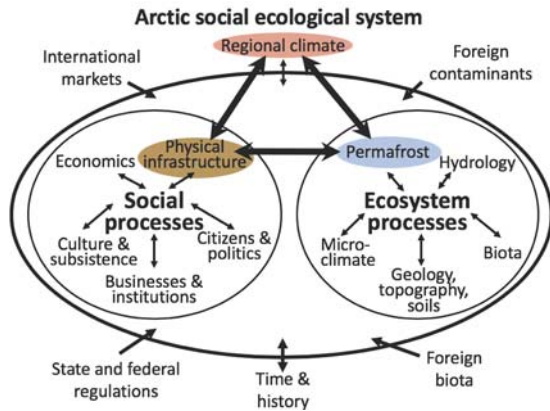 Arctic social ecological system
Regional climate
International
markets
Foreign
contaminants
Physical
infrastructure
Economics
Social
processes
Culture &
subsistence
Citizens &
politics
Businesses &
institutions
Permafrost
Hydrology
Ecosystem
processes
Micro-
climate
Biota
Geology,
topography,
soils
State and federal
regulations
Time &
history
Foreign
biota